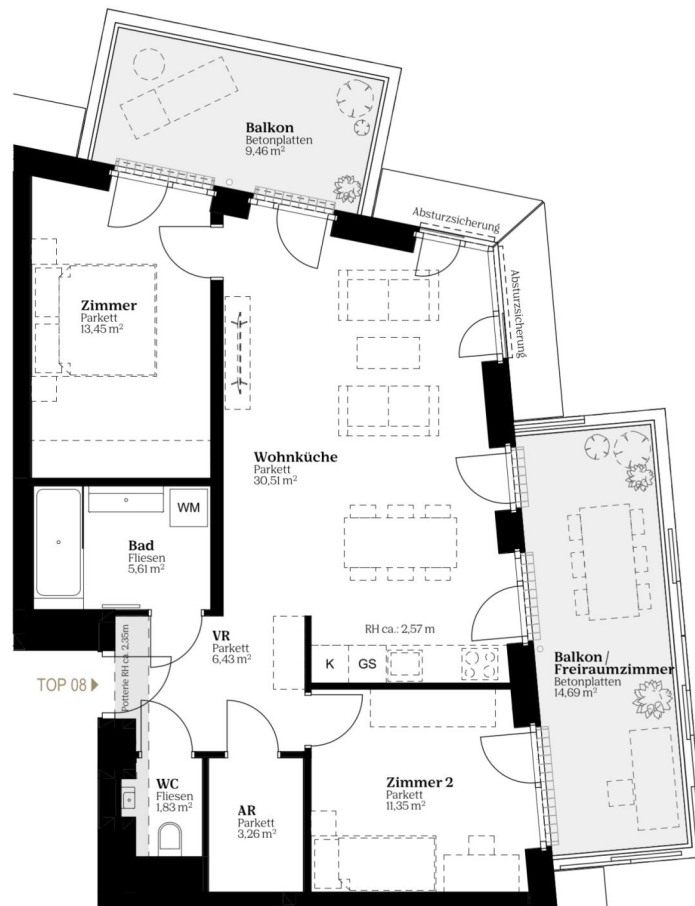 Balkon
Betonplatten
9,46 m²
Absturzsicherung
Absturzsicherung
Zimmer
Parkett
13,45 m²
Wohnküche
Parkett
30,51 m²
WM
Bad
Fliesen
5,61 m²
VR
Parkett
6,43 m²
RH ca.: 2,57 m
K
GS
Potterie RH ca. 2,35m
TOP 08
Balkon/
Freiraumzimmer
Betonplatten
14,69 m²
WC
Fliesen
1,83 m²
AR
Parkett
3,26 m²
Zimmer 2
Parkett
11,35 m²